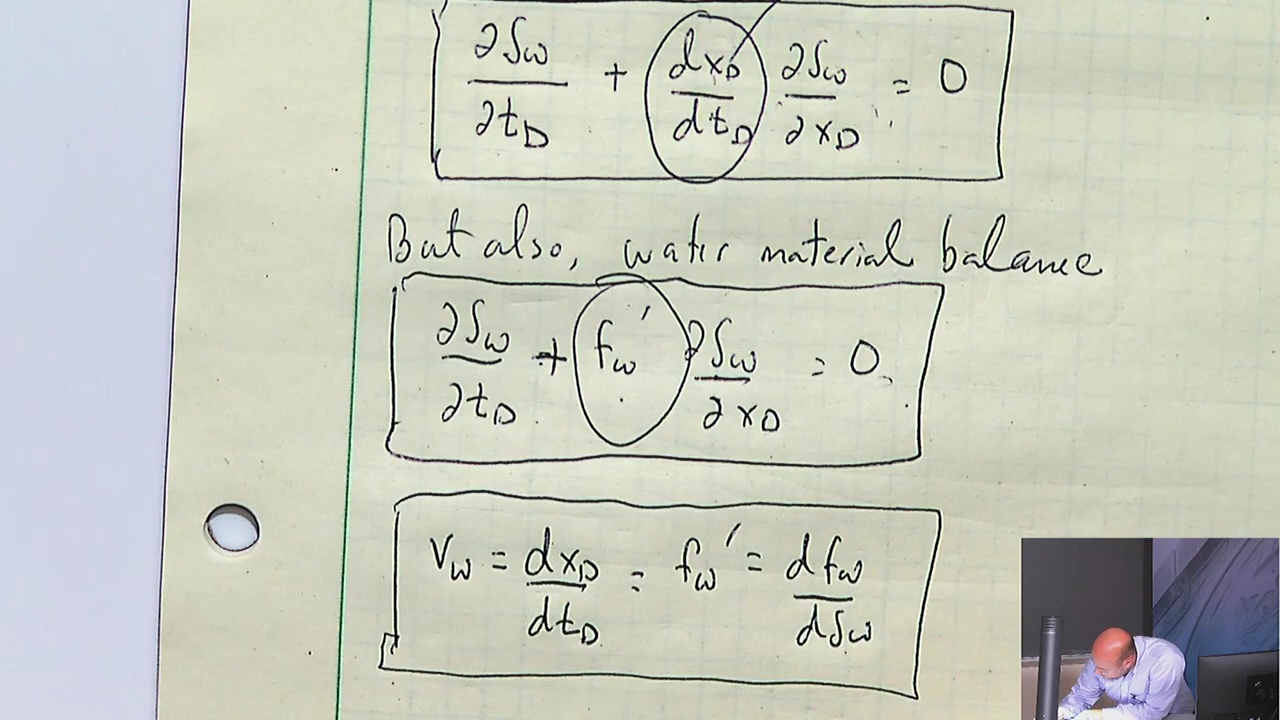 ∂Sw/∂tD + dxD/dtD ∂Sw/∂xD = 0
But also, water material balance
∂Sw/∂tD + fw' ∂Sw/∂xD = 0
vw = dxD/dtD = fw' = dfw/dSw